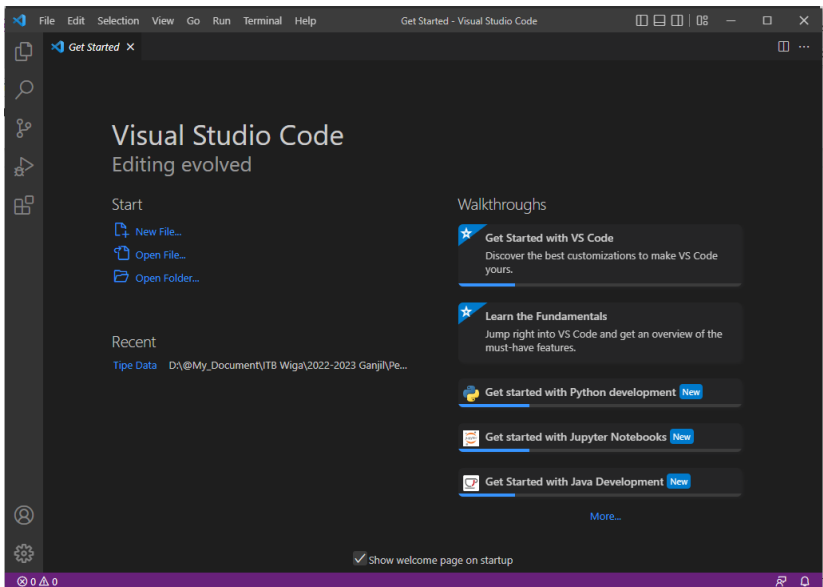 File Edit Selection View Go Run Terminal Help
Get Started - Visual Studio Code
Get Started
Visual Studio Code
Editing evolved
Start
New File...
Open File...
Open Folder...
Recent
Tipe Data D:\@My_Document\ITB Wiga\2022-2023 Ganjil\Pe...
Walkthroughs
Get Started with VS Code
Discover the best customizations to make VS Code
yours.
Learn the Fundamentals
Jump right into VS Code and get an overview of the
must-have features.
Get started with Python development New
Get started with Jupyter Notebooks New
Get Started with Java Development New
More...
Show welcome page on startup
0 0